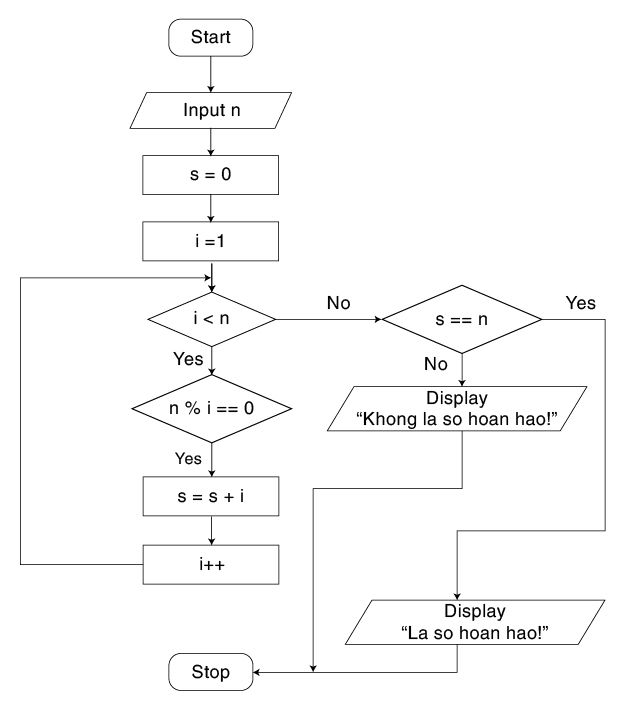 Start
Input n
s = 0
i =1
i < n
No
s == n
Yes
Yes
No
n % i == 0
Display
“Khong la so hoan hao!”
Yes
s = s + i
i++
Display
“La so hoan hao!”
Stop